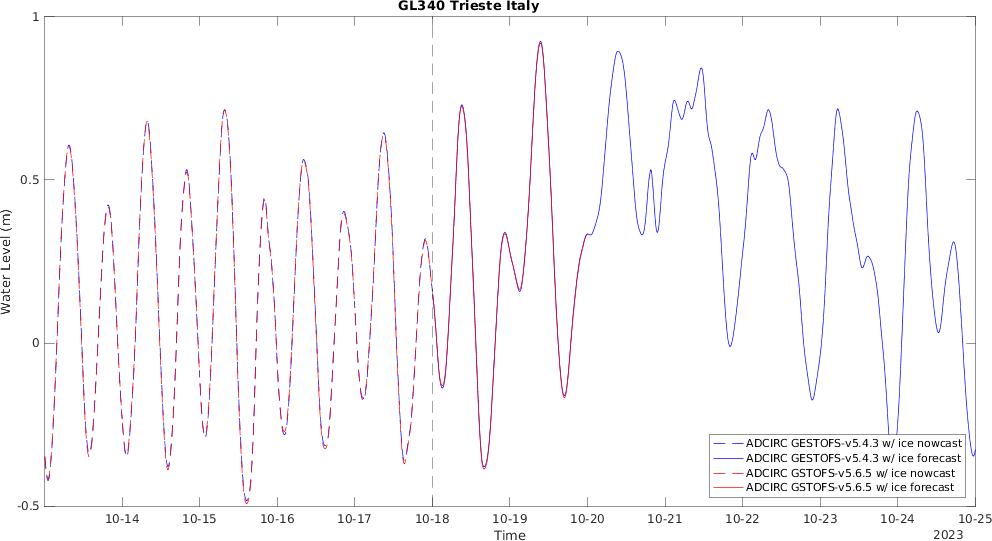 GL340 Trieste Italy
1
0.5
0
-0.5
Water Level (m)
10-14 10-15 10-16 10-17 10-18 10-19 10-20 10-21 10-22 10-23 10-24 10-25
Time
2023
ADCIRC GESTOFS-v5.4.3 w/ ice nowcast
ADCIRC GESTOFS-v5.4.3 w/ ice forecast
ADCIRC GSTOFS-v5.6.5 w/ ice nowcast
ADCIRC GSTOFS-v5.6.5 w/ ice forecast